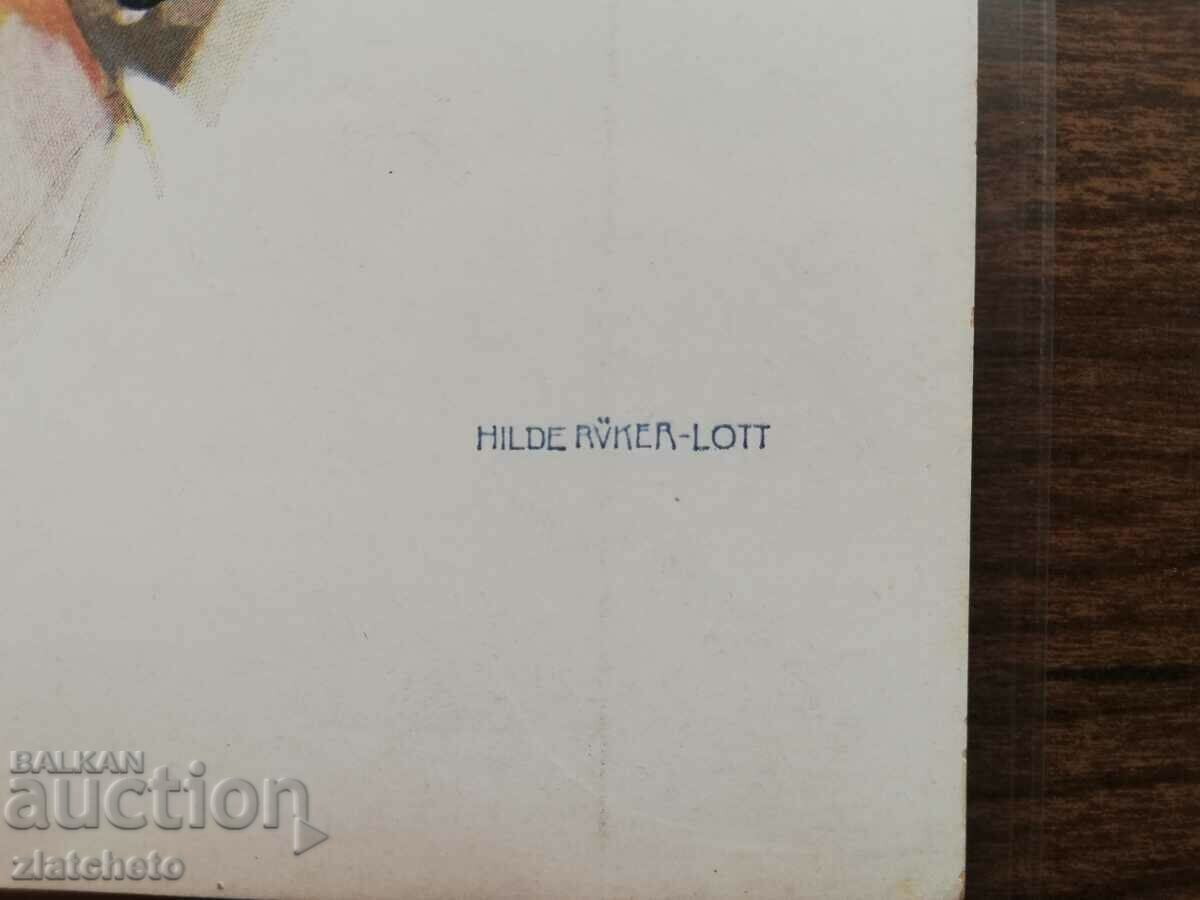 HILDE RÜKER-LOTT
BALKAN
auction
zlatcheto